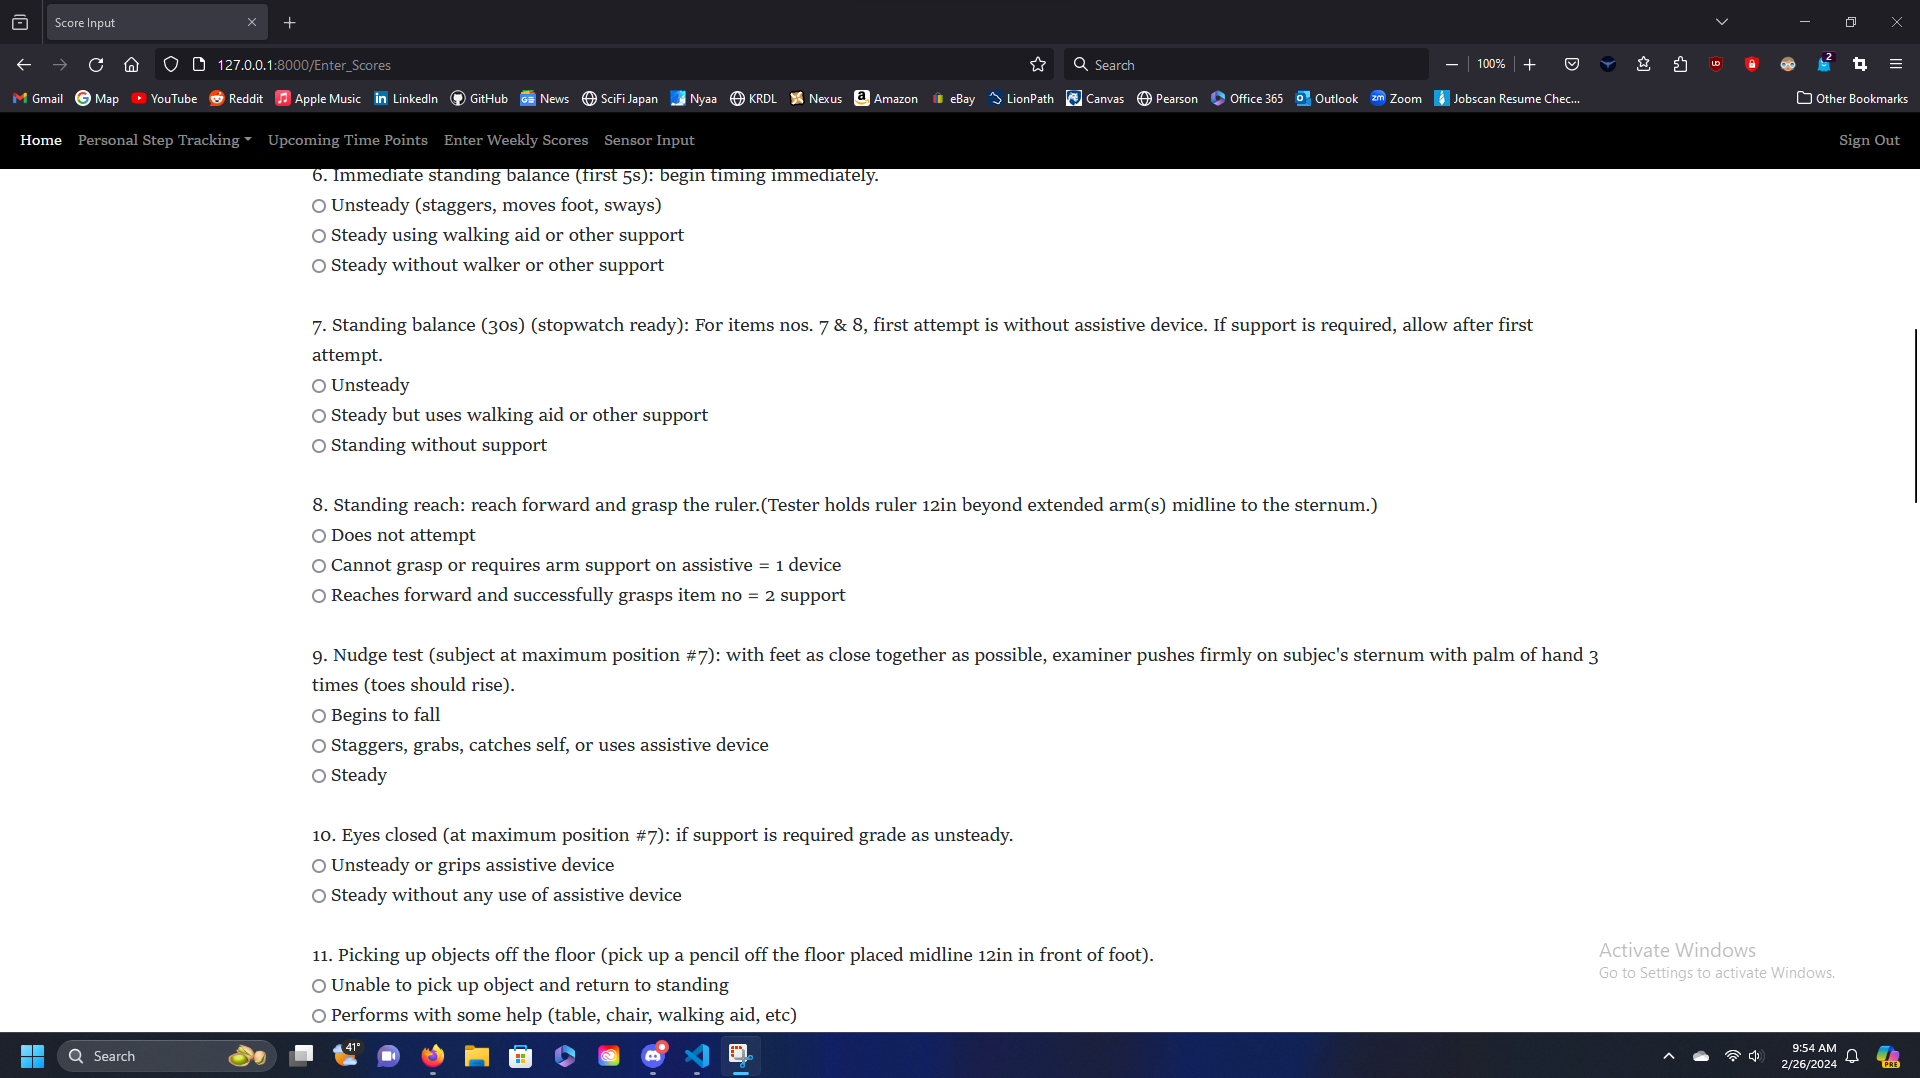 Score Input
127.0.0.1:8000/Enter_Scores
Search
100%
2
Gmail Map YouTube Reddit Apple Music LinkedIn GitHub News SciFi Japan Nyaa KRDL Nexus Amazon eBay LionPath Canvas Pearson Office 365 Outlook Zoom Jobscan Resume Chec... Other Bookmarks
Home Personal Step Tracking Upcoming Time Points Enter Weekly Scores Sensor Input Sign Out
6. Immediate standing balance (first 5s): begin timing immediately.
Unsteady (staggers, moves foot, sways)
Steady using walking aid or other support
Steady without walker or other support
7. Standing balance (30s) (stopwatch ready): For items nos. 7 & 8, first attempt is without assistive device. If support is required, allow after first
attempt.
Unsteady
Steady but uses walking aid or other support
Standing without support
8. Standing reach: reach forward and grasp the ruler.(Tester holds ruler 12in beyond extended arm(s) midline to the sternum.)
Does not attempt
Cannot grasp or requires arm support on assistive = 1 device
Reaches forward and successfully grasps item no = 2 support
9. Nudge test (subject at maximum position #7): with feet as close together as possible, examiner pushes firmly on subjec's sternum with palm of hand 3
times (toes should rise).
Begins to fall
Staggers, grabs, catches self, or uses assistive device
Steady
10. Eyes closed (at maximum position #7): if support is required grade as unsteady.
Unsteady or grips assistive device
Steady without any use of assistive device
11. Picking up objects off the floor (pick up a pencil off the floor placed midline 12in in front of foot).
Unable to pick up object and return to standing
Performs with some help (table, chair, walking aid, etc)
Activate Windows
Go to Settings to activate Windows.
Search
41°
9:54 AM
2/26/2024
PRE